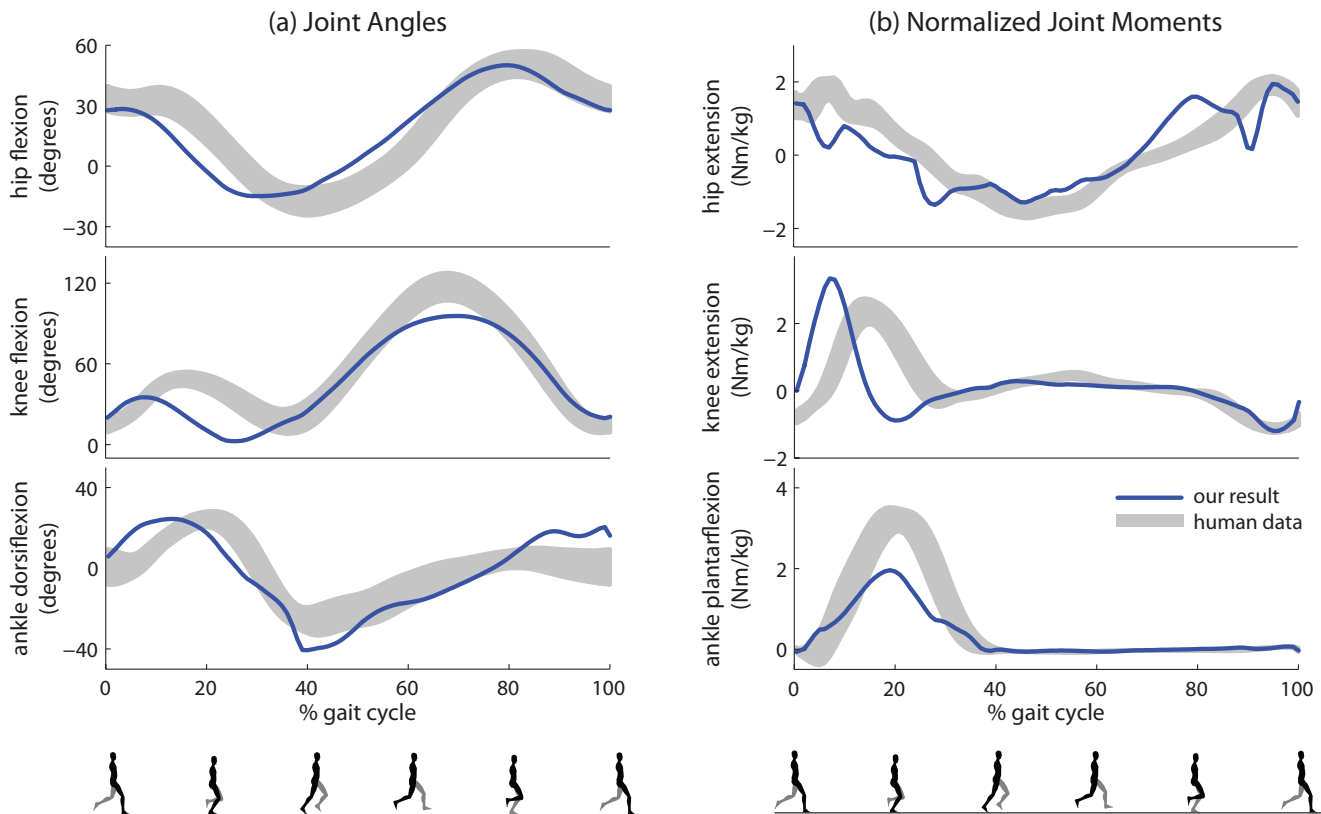 (a) Joint Angles
hip flexion
(degrees)
60
30
0
−30
knee flexion
(degrees)
120
60
0
ankle dorsiflexion
(degrees)
40
0
−40
0 20 40 60 80 100
% gait cycle
(b) Normalized Joint Moments
hip extension
(Nm/kg)
2
0
−2
knee extension
(Nm/kg)
2
0
−2
ankle plantarflexion
(Nm/kg)
4
2
0
our result
human data
0 20 40 60 80 100
% gait cycle